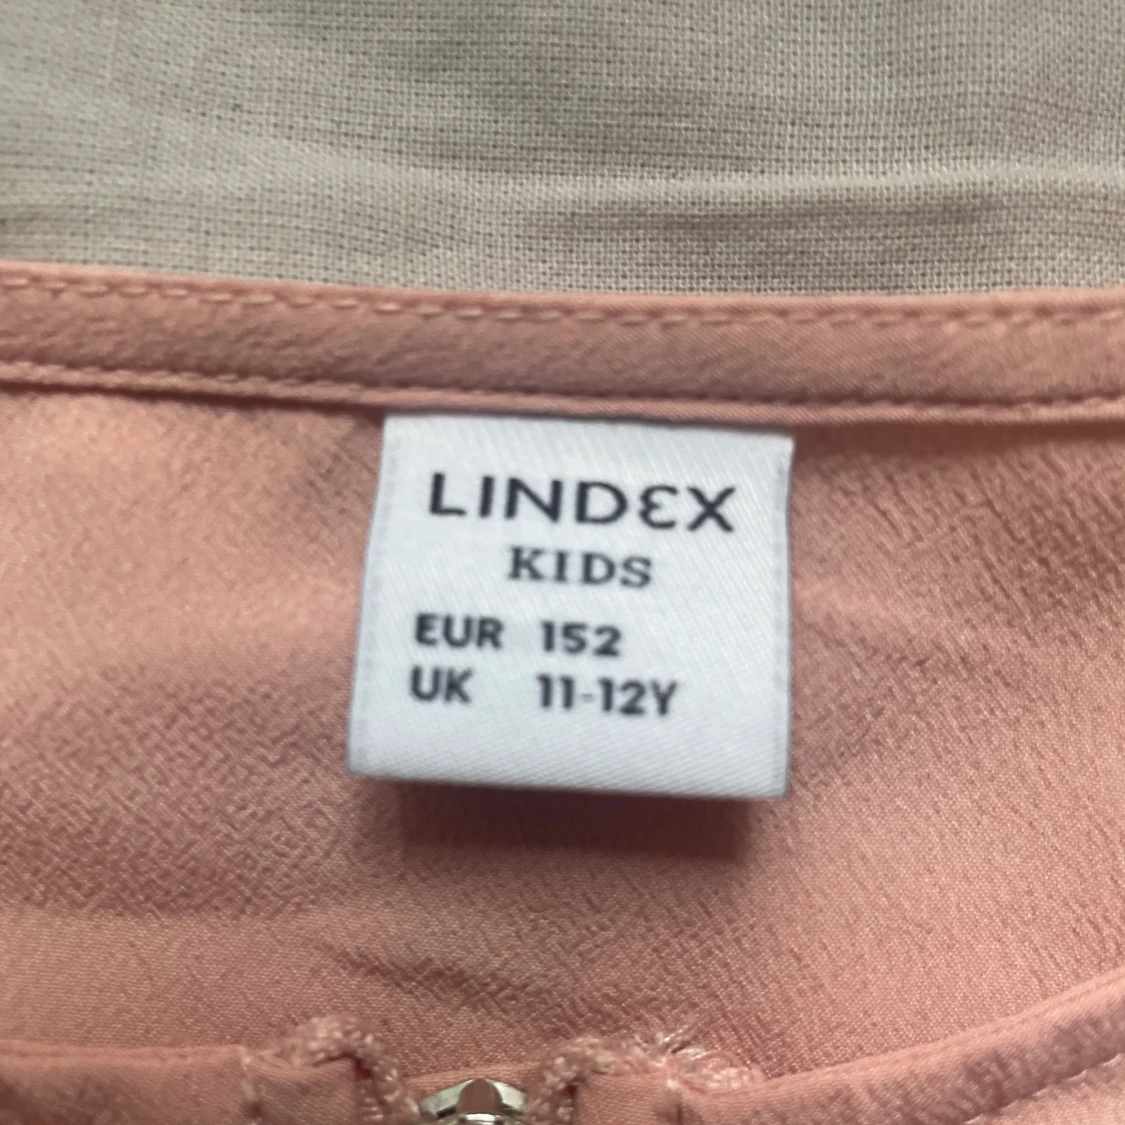 LINDEX
KIDS
EUR 152
UK 11-12Y